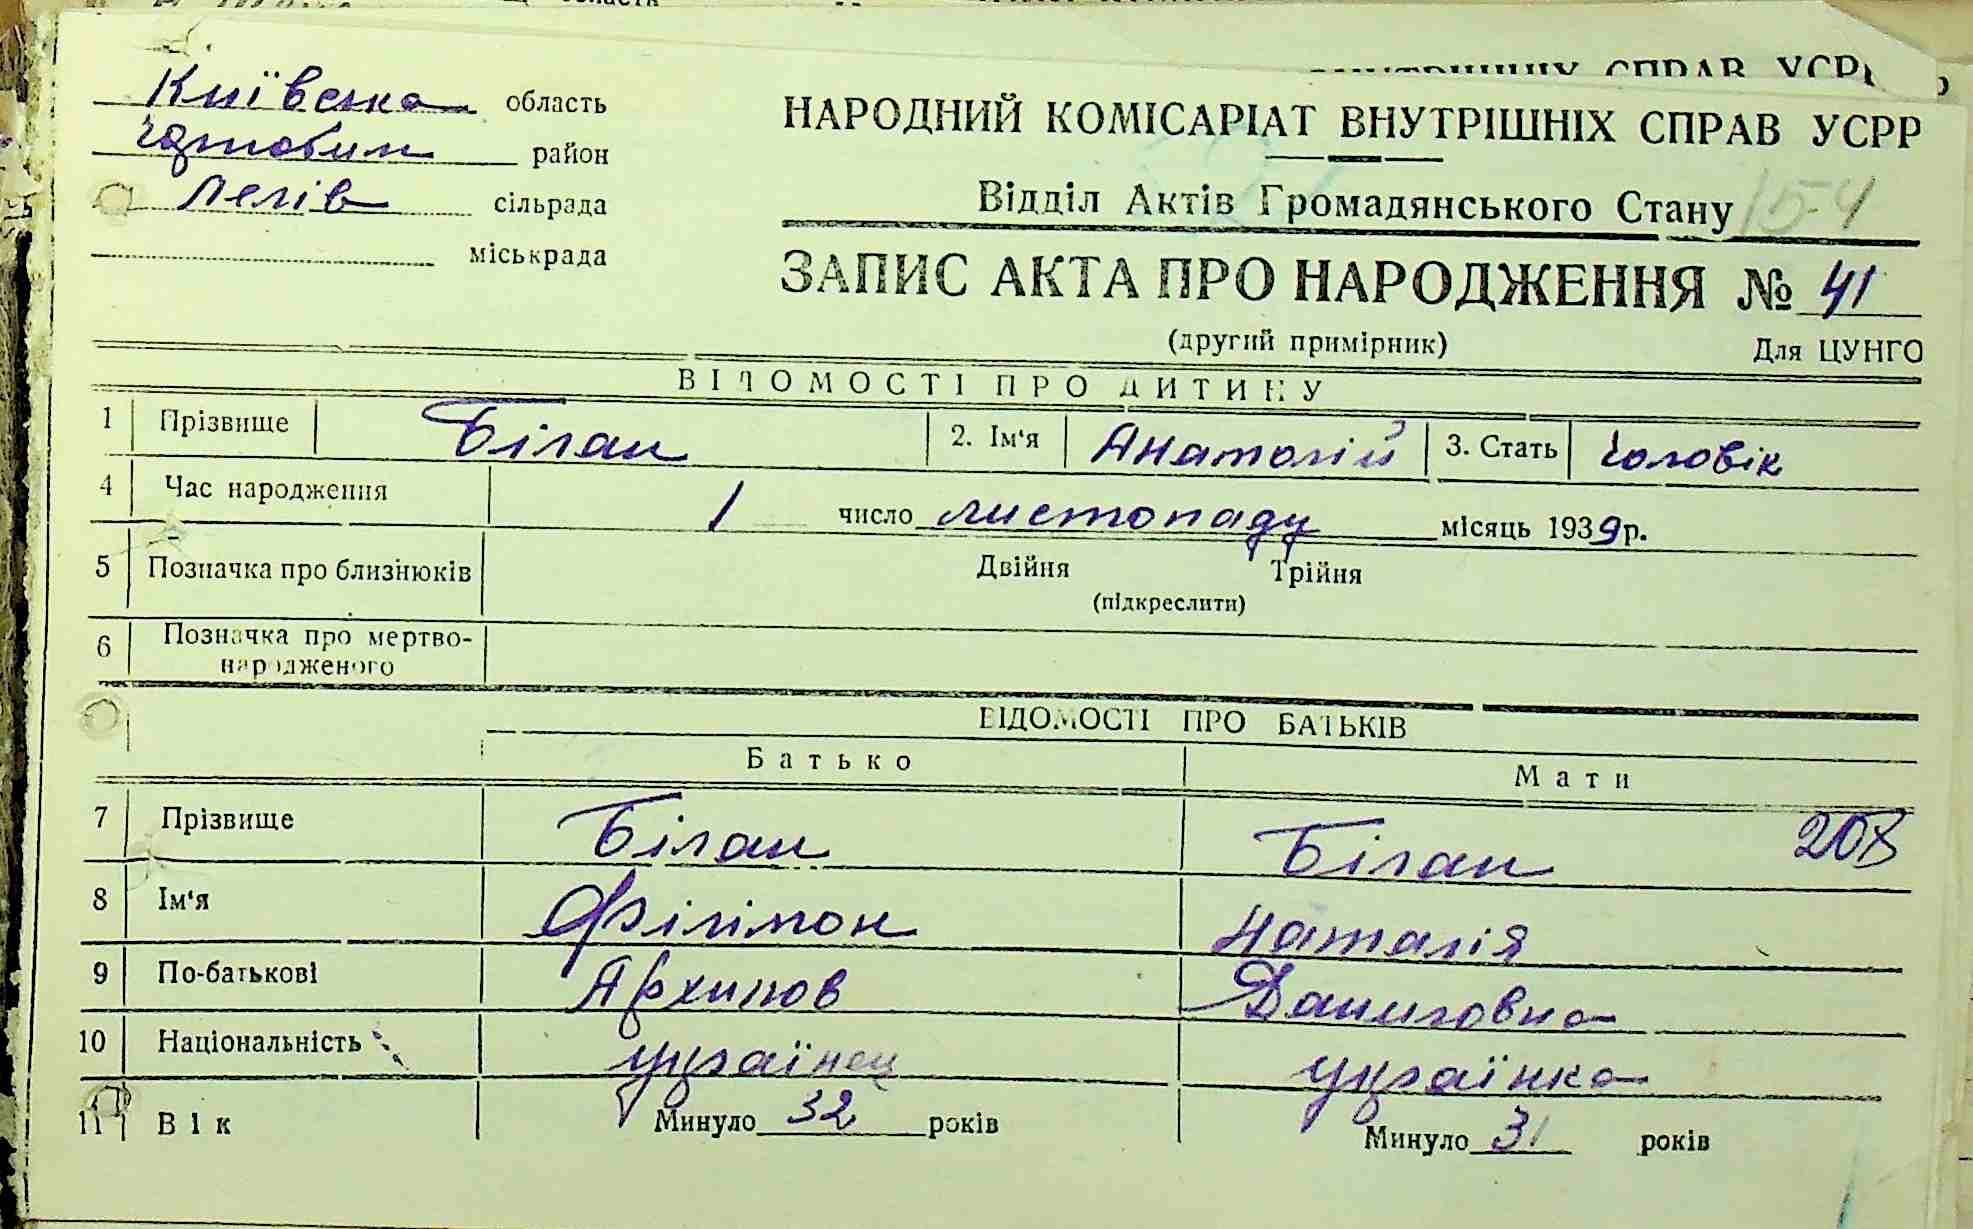 Київська область
Чорнобил район
Лелів сільрада
міськрада
НАРОДНИЙ КОМІСАРІАТ ВНУТРІШНІХ СПРАВ УСРР
Відділ Актів Громадянського Стану 154
ЗАПИС АКТА ПРО НАРОДЖЕННЯ № 41
(другий примірник) Для ЦУНГО
ВІДОМОСТІ ПРО ДИТИНУ
1 Прізвище Білан 2. Ім'я Анатолій 3. Стать чоловік
4 Час народження 1 число листопаду місяць 1939 р.
5 Позначка про близнюків Двійня Трійня
(підкреслити)
6 Позначка про мертво-
народженого
ВІДОМОСТІ ПРО БАТЬКІВ
Батько Мати
7 Прізвище Білан Білан 208
8 Ім'я Філімон Наталія
9 По-батькові Архипов Даниловна
10 Національність українец українка
11 Вік Минуло 32 років Минуло 31 років